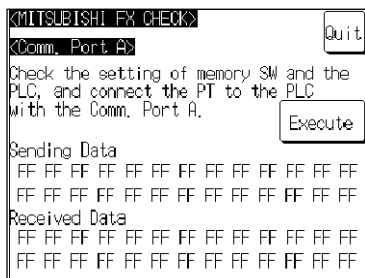 <MITSUBISHI FX CHECK>
Quit
<Comm. Port A>
Check the setting of memory SW and the
PLC, and connect the PT to the PLC
with the Comm. Port A.
Execute
Sending Data
FF FF FF FF FF FF FF FF FF FF FF FF FF
FF FF FF FF FF FF FF FF FF FF FF FF FF
Received Data
FF FF FF FF FF FF FF FF FF FF FF FF FF
FF FF FF FF FF FF FF FF FF FF FF FF FF